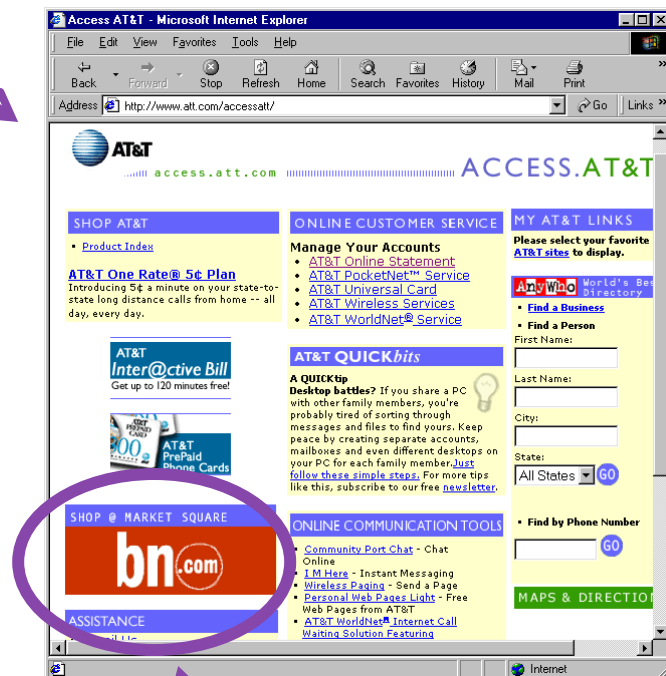 Access AT&T - Microsoft Internet Explorer
File Edit View Favorites Tools Help
Back Forward Stop Refresh Home Search Favorites History Mail Print
Address http://www.att.com/accessatt/ Go Links
AT&T
access.att.com
ACCESS.AT&T
SHOP AT&T
Product Index
AT&T One Rate® 5¢ Plan
Introducing 5¢ a minute on your state-to-
state long distance calls from home -- all
day, every day.
AT&T
Inter@ctive Bill
Get up to 120 minutes free!
AT&T
PrePaid
Phone Cards
SHOP @ MARKET SQUARE
bn.com
ASSISTANCE
ONLINE CUSTOMER SERVICE
Manage Your Accounts
AT&T Online Statement
AT&T PocketNet™ Service
AT&T Universal Card
AT&T Wireless Services
AT&T WorldNet® Service
AT&T QUICKbits
A QUICKtip
Desktop battles? If you share a PC
with other family members, you're
probably tired of sorting through
messages and files to find yours. Keep
peace by creating separate accounts,
mailboxes and even different desktops on
your PC for each family member. Just
follow these simple steps. For more tips
like this, subscribe to our free newsletter.
ONLINE COMMUNICATION TOOLS
Community Port Chat - Chat
Online
I M Here - Instant Messaging
Wireless Paging - Send a Page
Personal Web Pages Light - Free
Web Pages from AT&T
AT&T WorldNet® Internet Call
Waiting Solution Featuring
MY AT&T LINKS
Please select your favorite
AT&T sites to display.
AnyWho World's Bes
Directory
Find a Business
Find a Person
First Name:
Last Name:
City:
State:
All States GO
Find by Phone Number
GO
MAPS & DIRECTIO
Internet